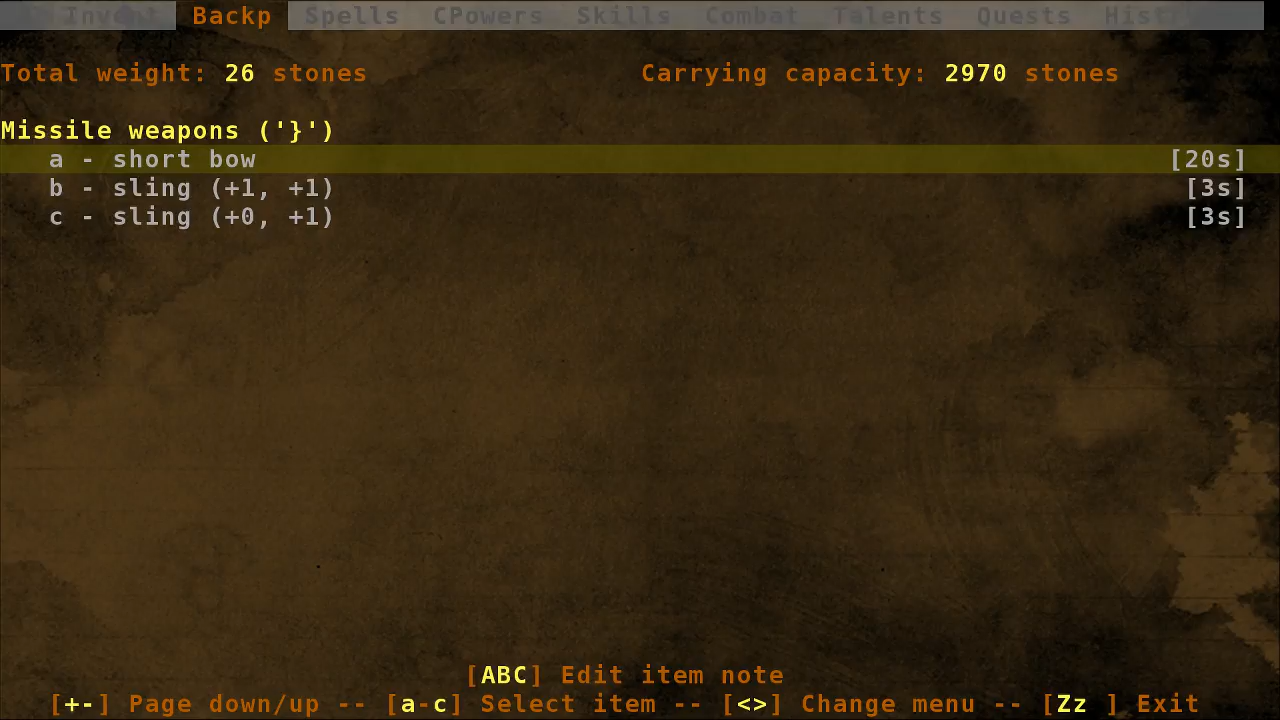 Invent Backp Spells CPowers Skills Combat Talents Quests Histr
Total weight: 26 stones Carrying capacity: 2970 stones
Missile weapons ('}')
a - short bow [20s]
b - sling (+1, +1) [3s]
c - sling (+0, +1) [3s]
[ABC] Edit item note
[+-] Page down/up -- [a-c] Select item -- [<>] Change menu -- [Zz ] Exit